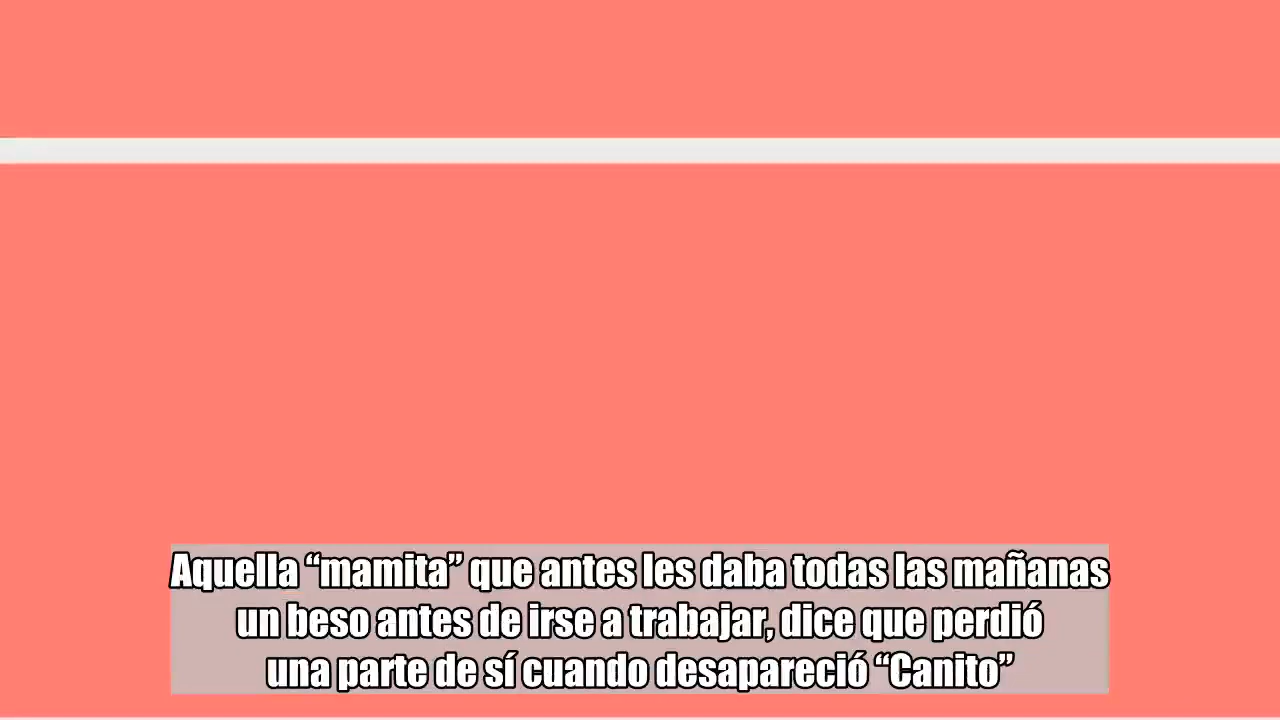 Aquella “mamita” que antes les daba todas las mañanas
un beso antes de irse a trabajar, dice que perdió
una parte de sí cuando desapareció “Canito”